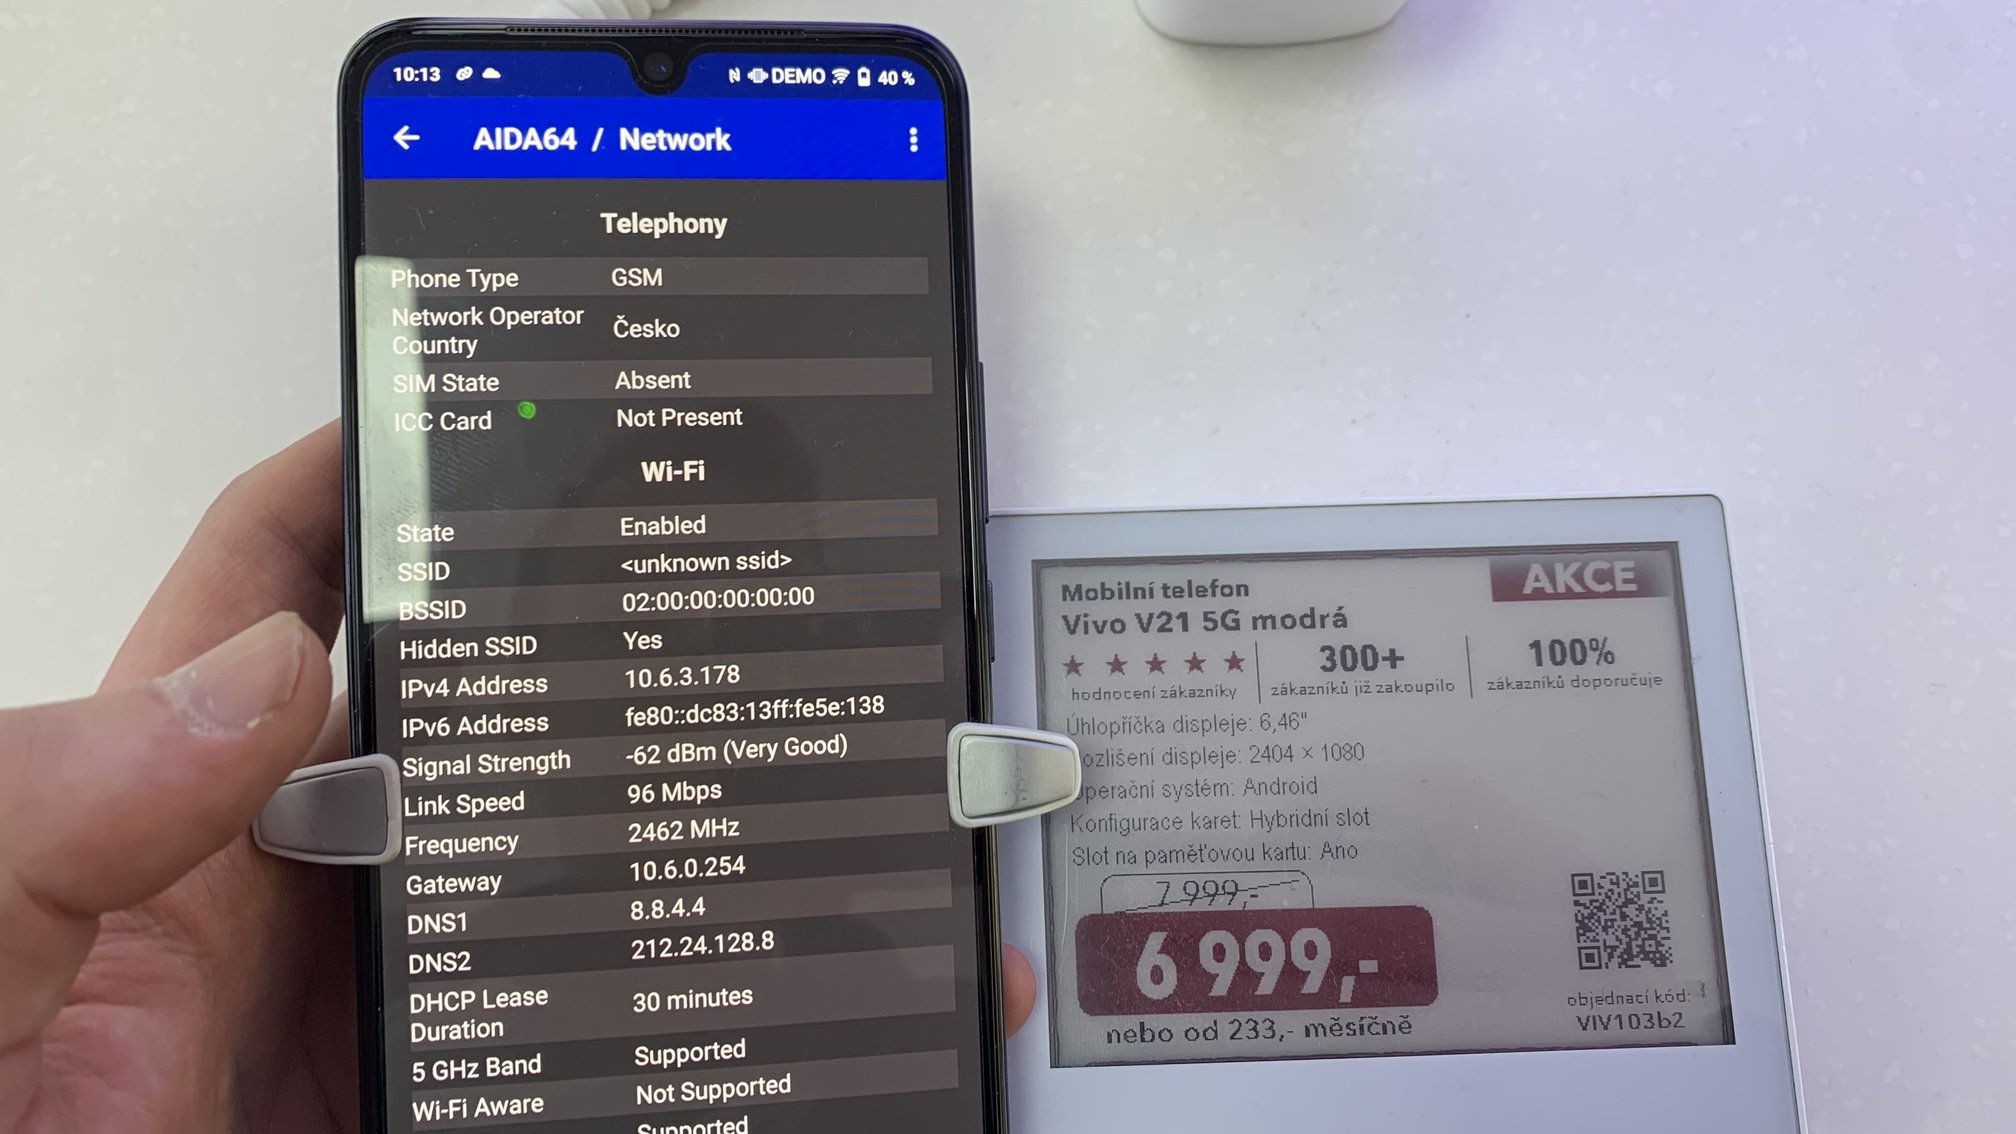 10:13 DEMO 40 %
AIDA64 / Network
Telephony
Phone Type GSM
Network Operator Country Česko
SIM State Absent
ICC Card Not Present
Wi-Fi
State Enabled
SSID <unknown ssid>
BSSID 02:00:00:00:00:00
Hidden SSID Yes
IPv4 Address 10.6.3.178
IPv6 Address fe80::dc83:13ff:fe5e:138
Signal Strength -62 dBm (Very Good)
Link Speed 96 Mbps
Frequency 2462 MHz
Gateway 10.6.0.254
DNS1 8.8.4.4
DNS2 212.24.128.8
DHCP Lease Duration 30 minutes
5 GHz Band Supported
Wi-Fi Aware Not Supported
Supported
AKCE
Mobilní telefon
Vivo V21 5G modrá
300+ 100%
hodnocení zákazníky zákazníků již zakoupilo zákazníků doporučuje
Úhlopříčka displeje: 6,46"
ozlišení displeje: 2404 × 1080
perační systém: Android
Konfigurace karet: Hybridní slot
Slot na paměťovou kartu: Ano
7 999,-
6 999,-
nebo od 233,- měsíčně
objednací kód:
VIV103b2